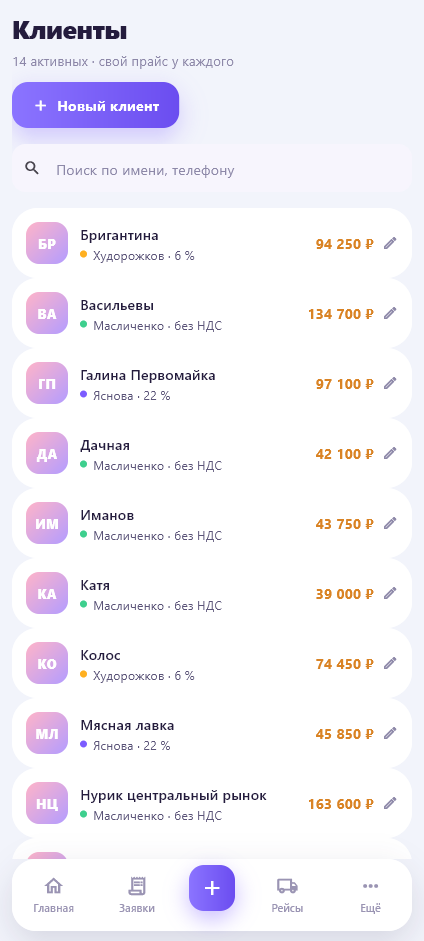 Клиенты
14 активных · свой прайс у каждого
+ Новый клиент
Поиск по имени, телефону
БР Бригантина 94 250 ₽
Худорожков · 6 %
ВА Васильевы 134 700 ₽
Масличенко · без НДС
ГП Галина Первомайка 97 100 ₽
Яснова · 22 %
ДА Дачная 42 100 ₽
Масличенко · без НДС
ИМ Иманов 43 750 ₽
Масличенко · без НДС
КА Катя 39 000 ₽
Масличенко · без НДС
КО Колос 74 450 ₽
Худорожков · 6 %
МЛ Мясная лавка 45 850 ₽
Яснова · 22 %
НЦ Нурик центральный рынок 163 600 ₽
Масличенко · без НДС
Главная Заявки + Рейсы Ещё